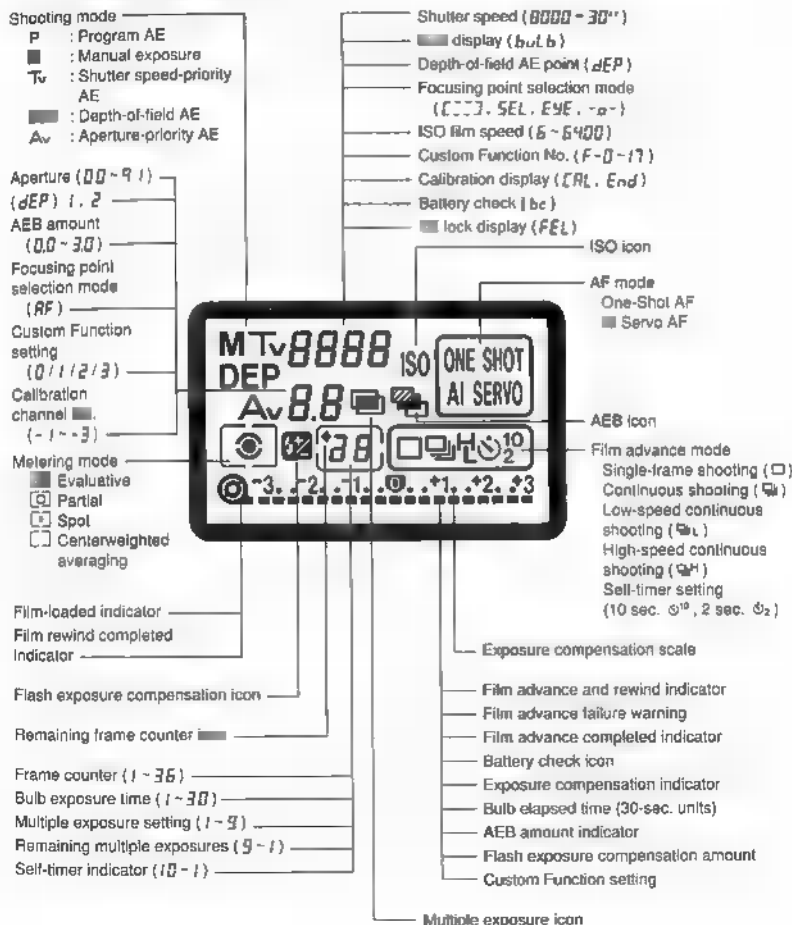 Shooting mode
P : Program AE
: Manual exposure
Tv : Shutter speed-priority
AE
: Depth-of-field AE
Av : Aperture-priority AE
Aperture (00 ~ 91)
(dEP) 1, 2
AEB amount
(0.0 ~ 3.0)
Focusing point
selection mode
(AF)
Custom Function
setting
(0/1/2/3)
Calibration
channel
(-1 ~ -3)
Metering mode
Evaluative
Partial
Spot
Centerweighted
averaging
Film-loaded indicator
Film rewind completed
indicator
Flash exposure compensation icon
Remaining frame counter
Frame counter (1 ~ 36)
Bulb exposure time (1 ~ 30)
Multiple exposure setting (1 ~ 9)
Remaining multiple exposures (9 ~ 1)
Self-timer indicator (10 ~ 1)
Shutter speed (8000 ~ 30")
display (buLb)
Depth-of-field AE point (dEP)
Focusing point selection mode
([ ], SEL, EYE, -o-)
ISO film speed (6 ~ 6400)
Custom Function No. (F-0-17)
Calibration display (CAL, End)
Battery check (bc)
lock display (FEL)
ISO icon
AF mode
One-Shot AF
Servo AF
M Tv 8888 ISO ONE SHOT
DEP AI SERVO
Av 8.8
+38 H L 10 2
-3. .-2. .-1. .0. .+1. .+2. .+3
AEB icon
Film advance mode
Single-frame shooting ( )
Continuous shooting ( )
Low-speed continuous
shooting ( L)
High-speed continuous
shooting ( H)
Self-timer setting
(10 sec. 10, 2 sec. 2)
Exposure compensation scale
Film advance and rewind indicator
Film advance failure warning
Film advance completed indicator
Battery check icon
Exposure compensation indicator
Bulb elapsed time (30-sec. units)
AEB amount indicator
Flash exposure compensation amount
Custom Function setting
Multiple exposure icon